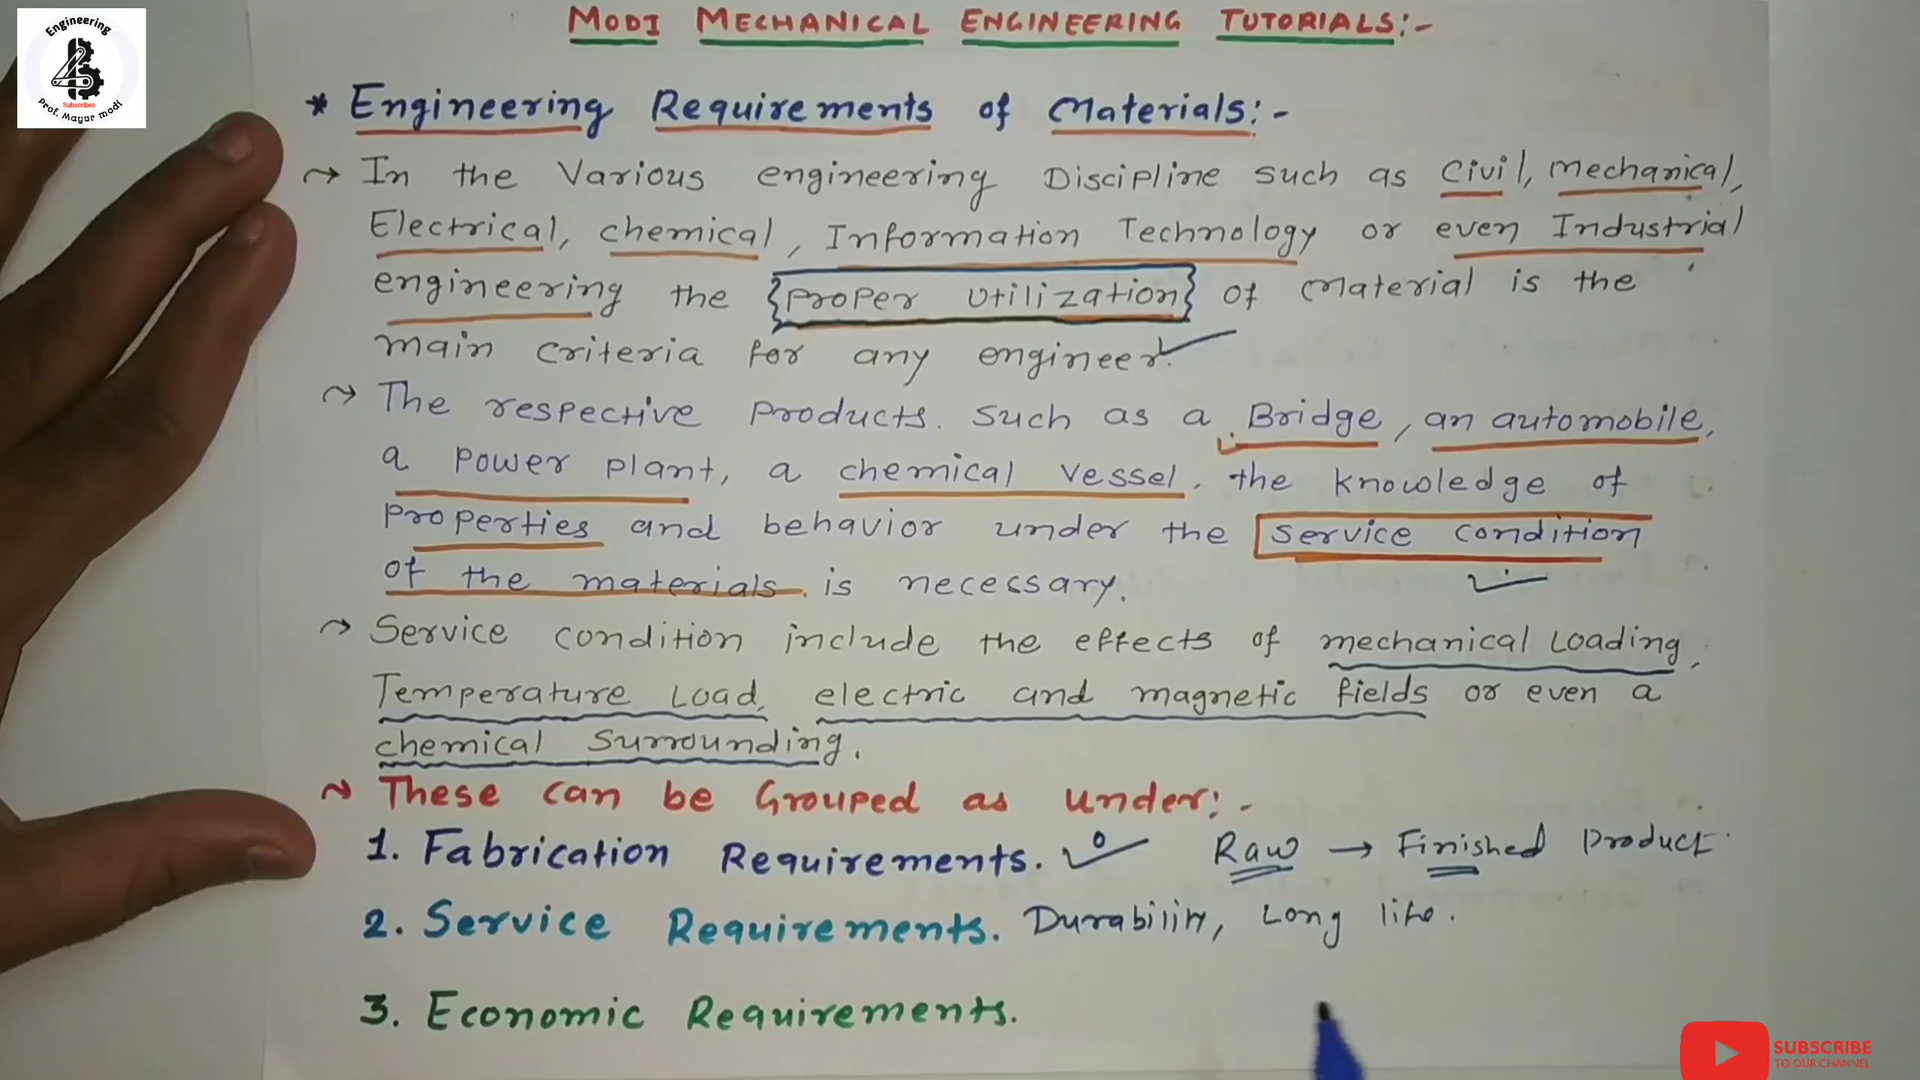 Engineering
Subscribes
Prof. Mayur modi
MODI MECHANICAL ENGINEERING TUTORIALS:-
* Engineering Requirements of Materials:-
→ In the Various engineering Discipline such as Civil, mechanical,
Electrical, chemical, Information Technology or even Industrial
engineering the {Proper Utilization} of material is the
main criteria for any engineer.
→ The respective Products. Such as a Bridge, an automobile,
a power plant, a chemical vessel. the knowledge of
Properties and behavior under the service condition
of the materials. is necessary.
→ Service condition include the effects of mechanical Loading,
Temperature Load, electric and magnetic fields or even a
chemical Surrounding.
→ These can be Grouped as under:-
1. Fabrication Requirements. Raw → Finished Product.
2. Service Requirements. Durability, Long life.
3. Economic Requirements.
SUBSCRIBE
TO OUR CHANNEL